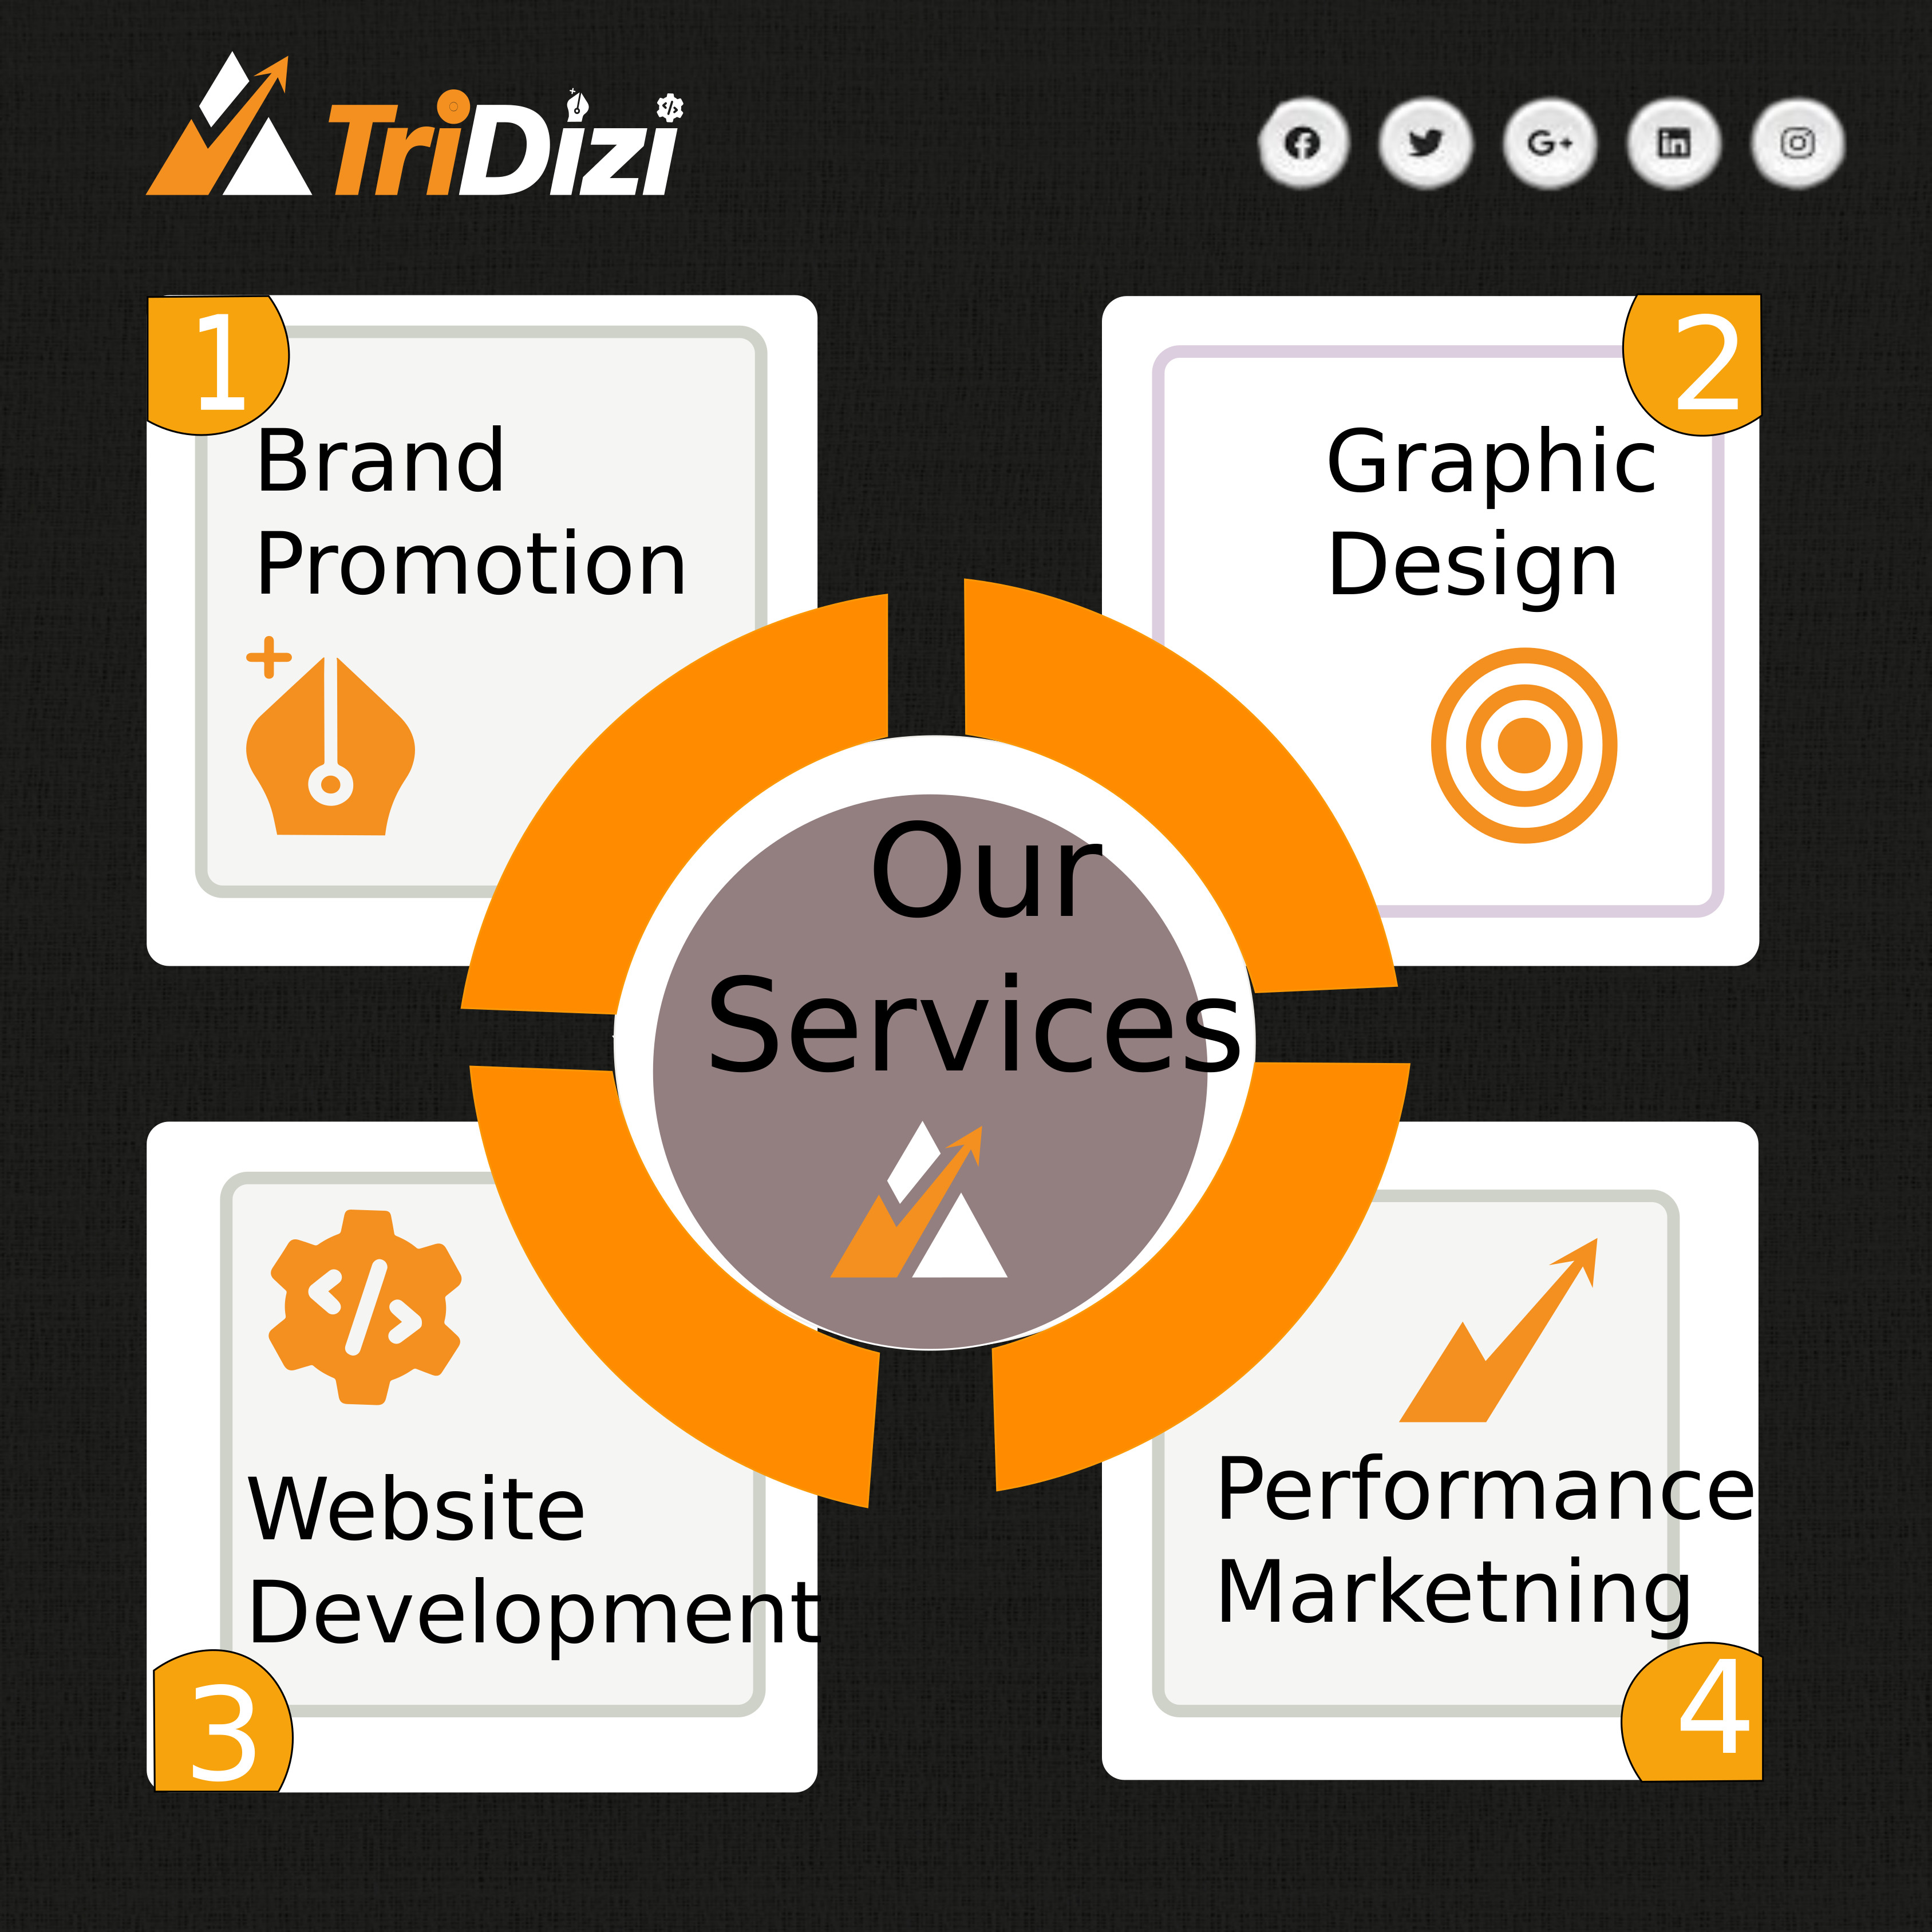 TriDizi
1
Brand
Promotion
2
Graphic
Design
Our
Services
Website
Development
3
Performance
Marketning
4